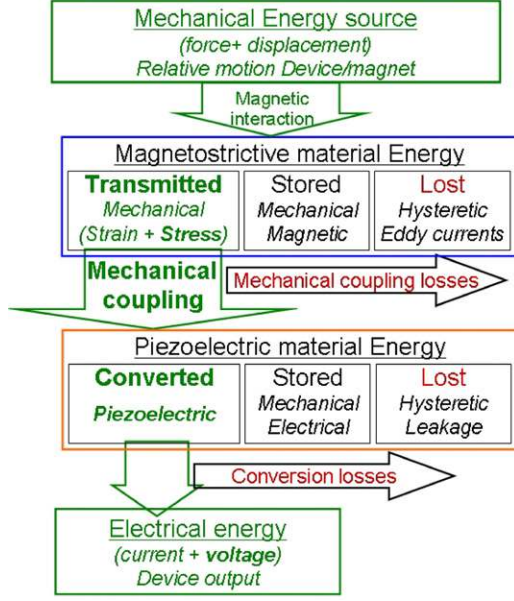 Mechanical Energy source
(force+ displacement)
Relative motion Device/magnet
Magnetic
interaction
Magnetostrictive material Energy
Transmitted
Mechanical
(Strain + Stress)
Stored
Mechanical
Magnetic
Lost
Hysteretic
Eddy currents
Mechanical
coupling
Mechanical coupling losses
Piezoelectric material Energy
Converted
Piezoelectric
Stored
Mechanical
Electrical
Lost
Hysteretic
Leakage
Conversion losses
Electrical energy
(current + voltage)
Device output